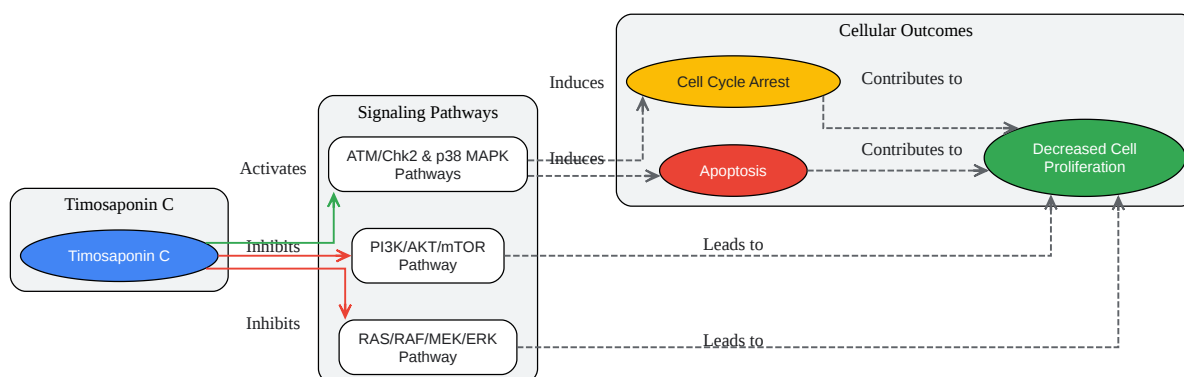 Cellular Outcomes
Induces
Cell Cycle Arrest
Contributes to
Signaling Pathways
Activates
ATM/Chk2 & p38 MAPK
Pathways
Induces
Apoptosis
Contributes to
Decreased Cell
Proliferation
Timosaponin C
Timosaponin C
Inhibits
PI3K/AKT/mTOR
Pathway
Leads to
Inhibits
RAS/RAF/MEK/ERK
Pathway
Leads to